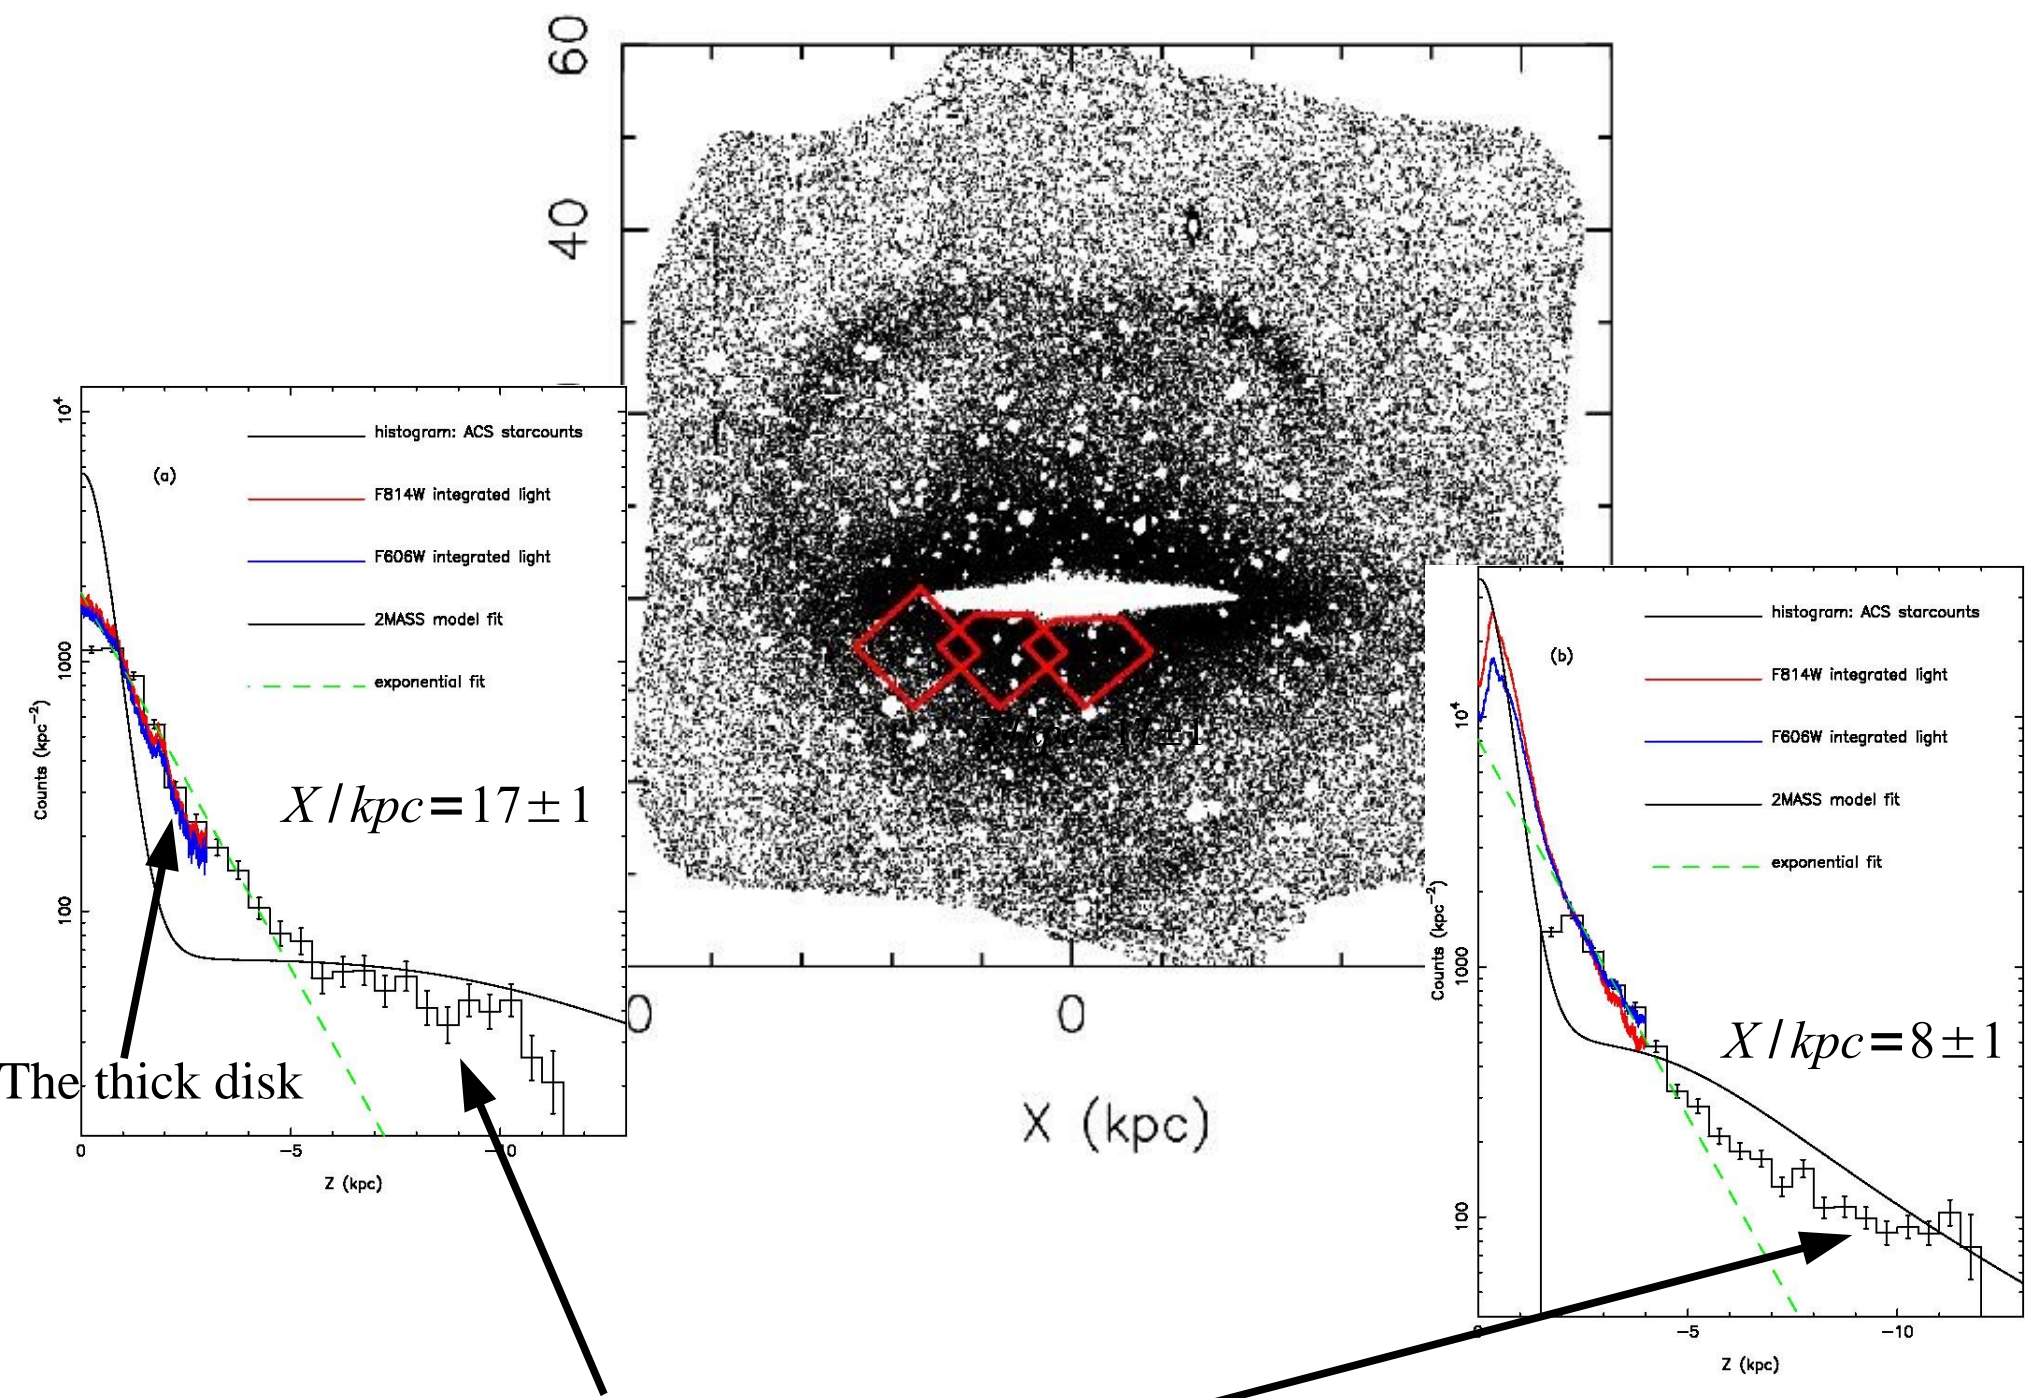 60
40
10⁴
1000
100
Counts (kpc⁻²)
(a)
histogram: ACS starcounts
F814W integrated light
F606W integrated light
2MASS model fit
exponential fit
X/kpc=17±1
The thick disk
0
−5
−10
Z (kpc)
/kpc=17±1
0
0
X (kpc)
10⁴
1000
100
Counts (kpc⁻²)
(b)
histogram: ACS starcounts
F814W integrated light
F606W integrated light
2MASS model fit
exponential fit
X/kpc=8±1
0
−5
−10
Z (kpc)